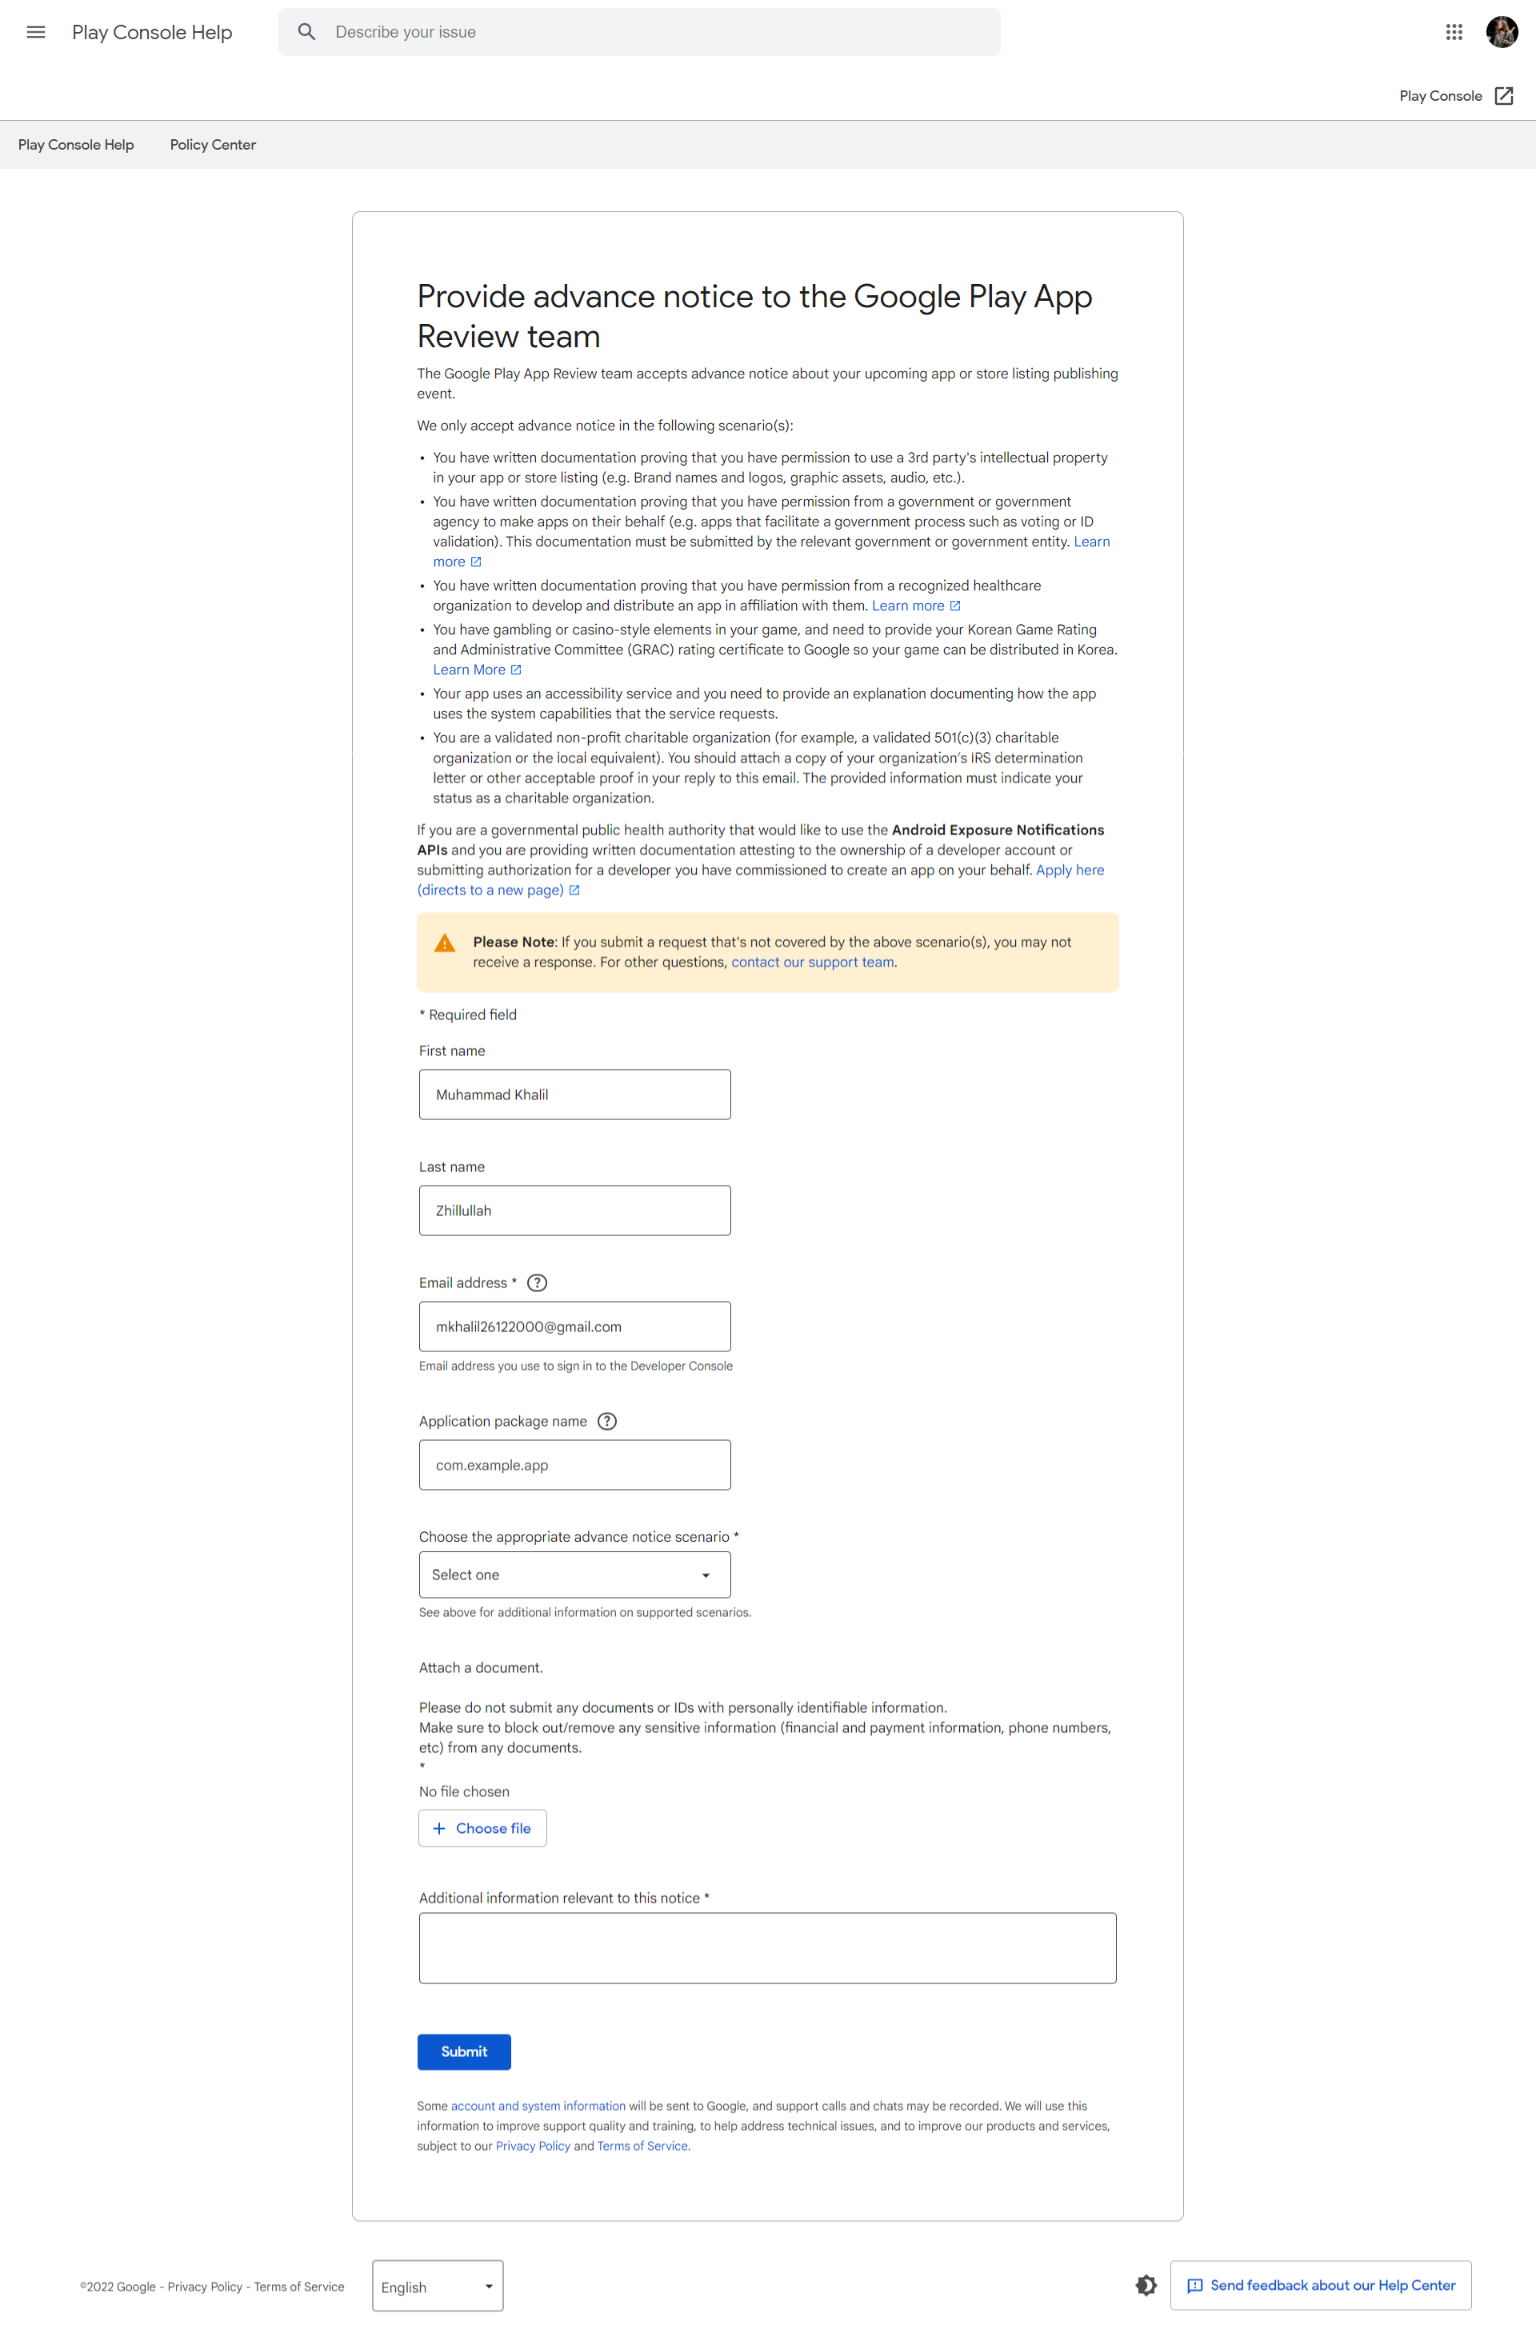 Play Console Help
Describe your issue
Play Console
Play Console Help
Policy Center
Provide advance notice to the Google Play App
Review team
The Google Play App Review team accepts advance notice about your upcoming app or store listing publishing
event.
We only accept advance notice in the following scenario(s):
• You have written documentation proving that you have permission to use a 3rd party's intellectual property
in your app or store listing (e.g. Brand names and logos, graphic assets, audio, etc.).
• You have written documentation proving that you have permission from a government or government
agency to make apps on their behalf (e.g. apps that facilitate a government process such as voting or ID
validation). This documentation must be submitted by the relevant government or government entity. Learn
more
• You have written documentation proving that you have permission from a recognized healthcare
organization to develop and distribute an app in affiliation with them. Learn more
• You have gambling or casino-style elements in your game, and need to provide your Korean Game Rating
and Administrative Committee (GRAC) rating certificate to Google so your game can be distributed in Korea.
Learn More
• Your app uses an accessibility service and you need to provide an explanation documenting how the app
uses the system capabilities that the service requests.
• You are a validated non-profit charitable organization (for example, a validated 501(c)(3) charitable
organization or the local equivalent). You should attach a copy of your organization’s IRS determination
letter or other acceptable proof in your reply to this email. The provided information must indicate your
status as a charitable organization.
If you are a governmental public health authority that would like to use the Android Exposure Notifications
APIs and you are providing written documentation attesting to the ownership of a developer account or
submitting authorization for a developer you have commissioned to create an app on your behalf. Apply here
(directs to a new page)
Please Note: If you submit a request that's not covered by the above scenario(s), you may not
receive a response. For other questions, contact our support team.
* Required field
First name
Muhammad Khalil
Last name
Zhillullah
Email address *
mkhalil26122000@gmail.com
Email address you use to sign in to the Developer Console
Application package name
com.example.app
Choose the appropriate advance notice scenario *
Select one
See above for additional information on supported scenarios.
Attach a document.
Please do not submit any documents or IDs with personally identifiable information.
Make sure to block out/remove any sensitive information (financial and payment information, phone numbers,
etc) from any documents.
*
No file chosen
+ Choose file
Additional information relevant to this notice *
Submit
Some account and system information will be sent to Google, and support calls and chats may be recorded. We will use this
information to improve support quality and training, to help address technical issues, and to improve our products and services,
subject to our Privacy Policy and Terms of Service.
©2022 Google - Privacy Policy - Terms of Service
English
Send feedback about our Help Center